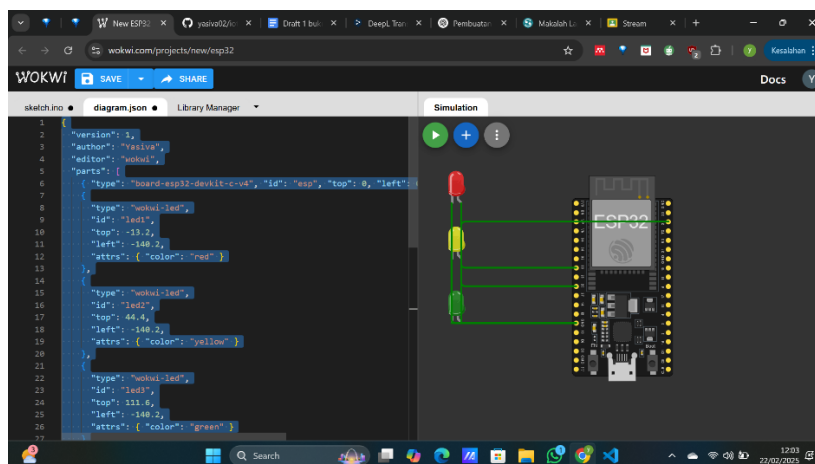 New ESP32
yasiva02/io
Draft 1 buk
DeepL Tran
Pembuatan
Makalah La
Stream
wokwi.com/projects/new/esp32
Kesalahan
WOKWI
SAVE
SHARE
Docs
Y
sketch.ino
diagram.json
Library Manager
Simulation
1 {
2 "version": 1,
3 "author": "Yasiva",
4 "editor": "wokwi",
5 "parts": [
6 { "type": "board-esp32-devkit-c-v4", "id": "esp", "top": 0, "left":
7 {
8 "type": "wokwi-led",
9 "id": "led1",
10 "top": -13.2,
11 "left": -140.2,
12 "attrs": { "color": "red" }
13 },
14 {
15 "type": "wokwi-led",
16 "id": "led2",
17 "top": 44.4,
18 "left": -140.2,
19 "attrs": { "color": "yellow" }
20 },
21 {
22 "type": "wokwi-led",
23 "id": "led3",
24 "top": 111.6,
25 "left": -140.2,
26 "attrs": { "color": "green" }
27 }
ESP32
Search
12:03
22/02/2025